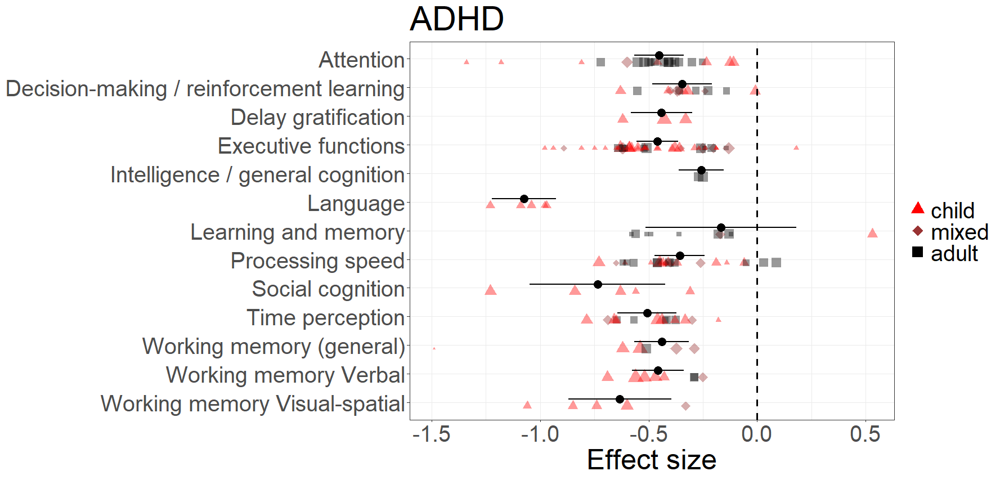 ADHD
Attention
Decision-making / reinforcement learning
Delay gratification
Executive functions
Intelligence / general cognition
Language
Learning and memory
Processing speed
Social cognition
Time perception
Working memory (general)
Working memory Verbal
Working memory Visual-spatial
-1.5 -1.0 -0.5 0.0 0.5
Effect size
child
mixed
adult